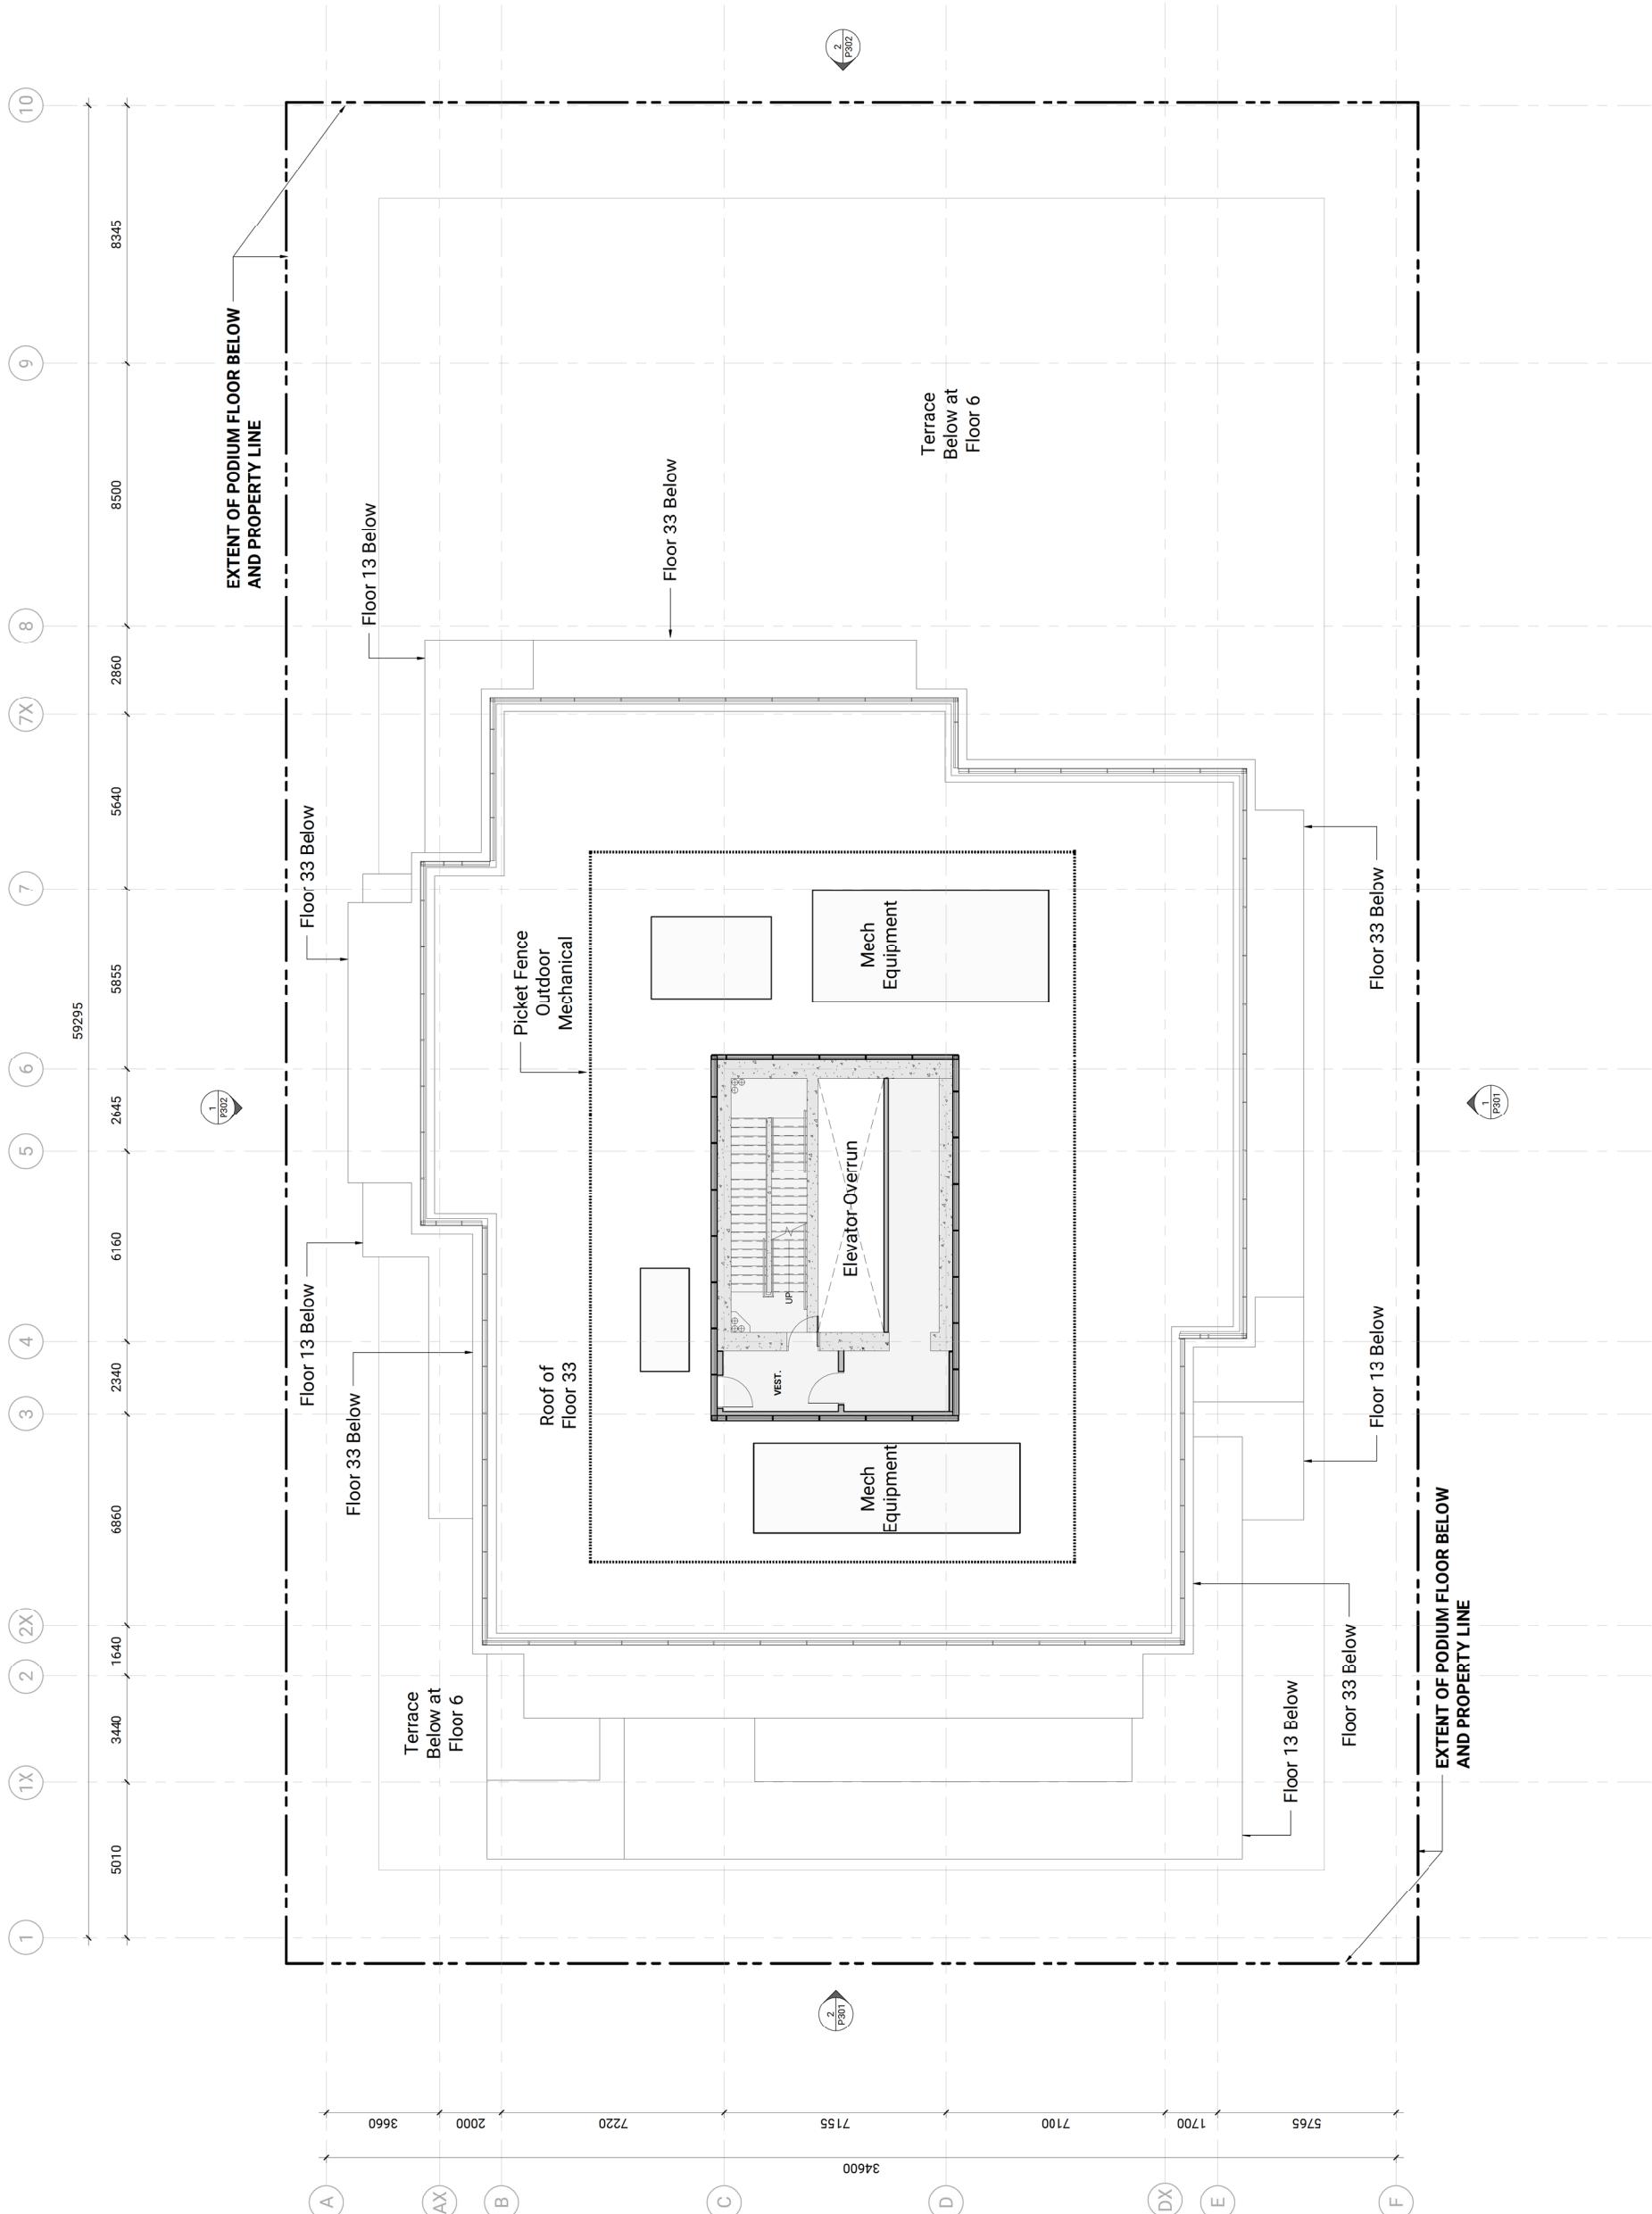 10
9
8
7X
7
6
5
4
3
2X
2
1X
1
59295
8345
8500
2860
5640
5855
2645
6160
2340
6860
1640
3440
5010
2
P302
1
P302
1
P301
2
P301
EXTENT OF PODIUM FLOOR BELOW
AND PROPERTY LINE
Floor 13 Below
Floor 33 Below
Terrace
Below at
Floor 6
Floor 33 Below
Picket Fence
Outdoor
Mechanical
Mech
Equipment
Floor 33 Below
Elevator Overrun
UP
VEST.
Floor 13 Below
Floor 33 Below
Roof of
Floor 33
Mech
Equipment
Floor 13 Below
Terrace
Below at
Floor 6
Floor 13 Below
Floor 33 Below
EXTENT OF PODIUM FLOOR BELOW
AND PROPERTY LINE
3660
2000
7220
7155
7100
1700
5765
34600
A
AX
B
C
D
DX
E
F